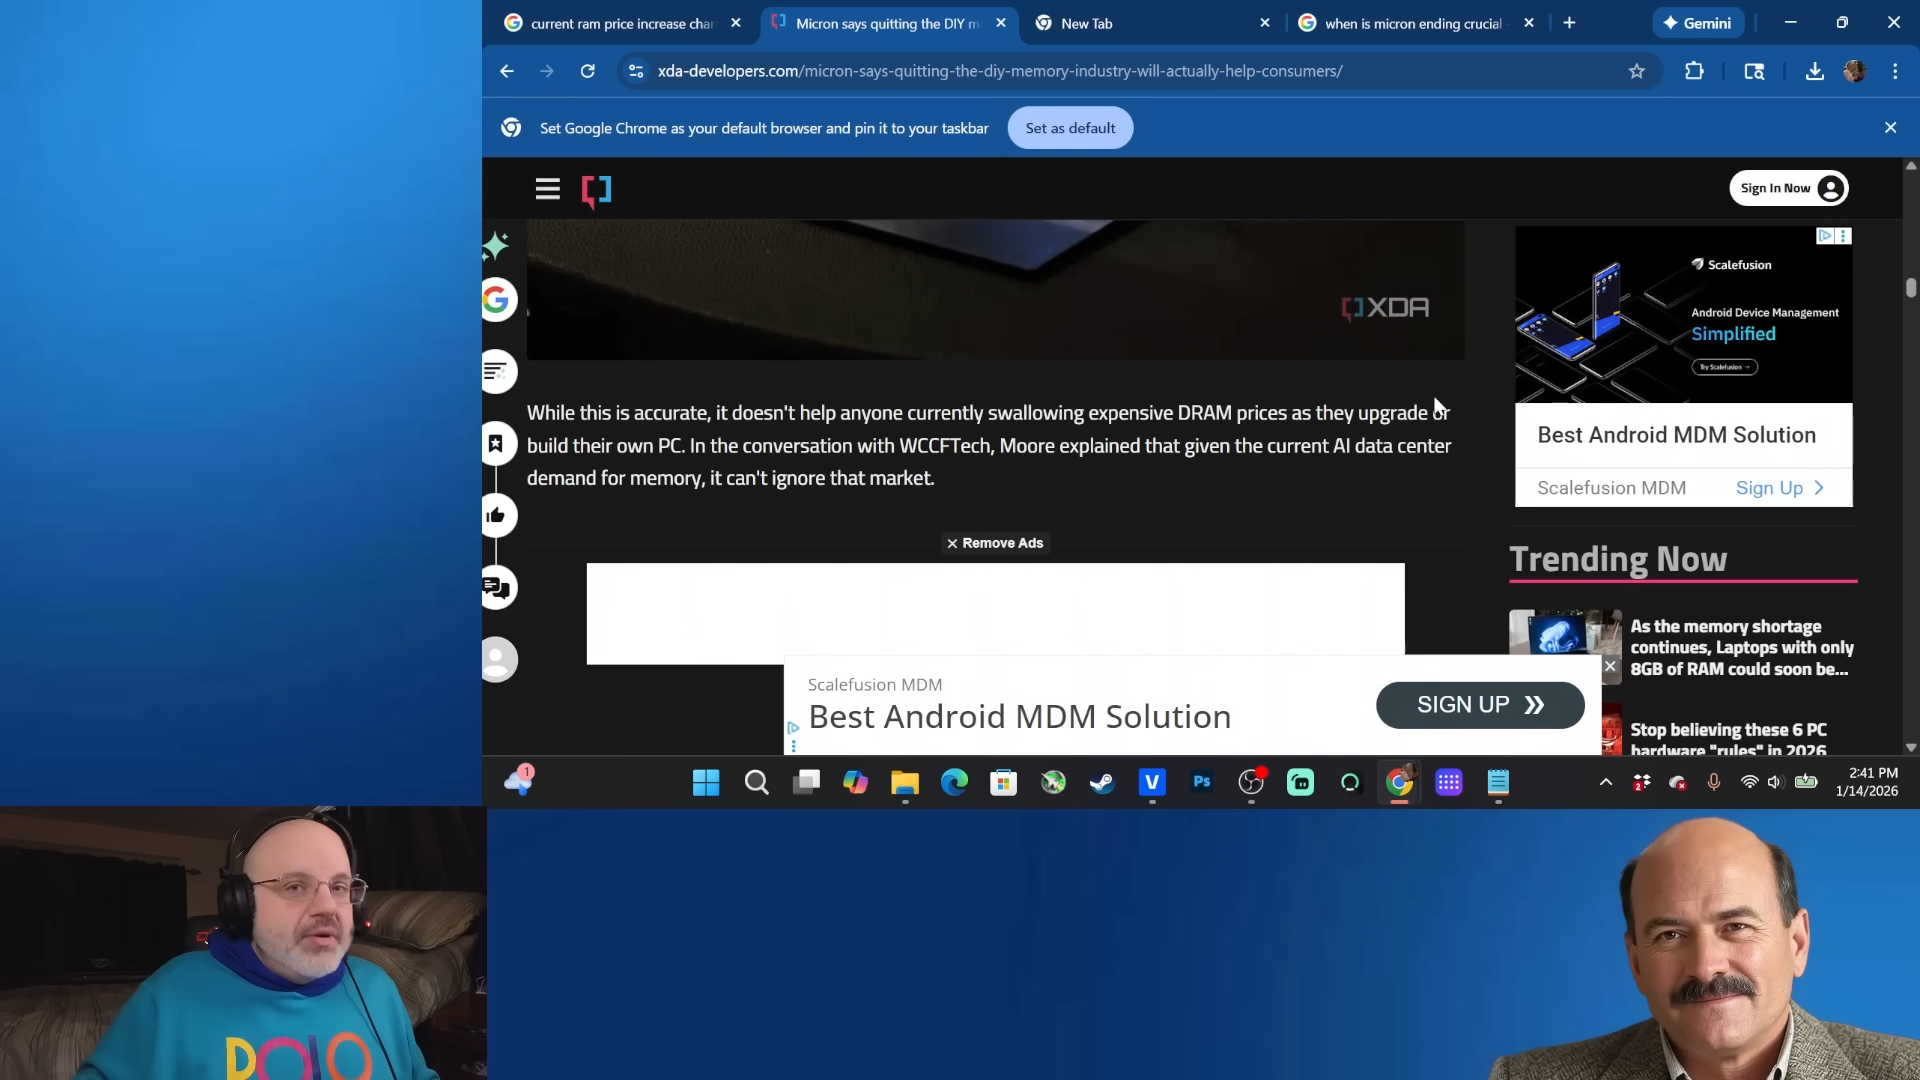 current ram price increase cha
Micron says quitting the DIY m
New Tab
when is micron ending crucial
Gemini
xda-developers.com/micron-says-quitting-the-diy-memory-industry-will-actually-help-consumers/
Set Google Chrome as your default browser and pin it to your taskbar
Set as default
Sign In Now
XDA
While this is accurate, it doesn't help anyone currently swallowing expensive DRAM prices as they upgrade or
build their own PC. In the conversation with WCCFTech, Moore explained that given the current AI data center
demand for memory, it can't ignore that market.
Remove Ads
Scalefusion
Android Device Management
Simplified
Try Scalefusion →
Best Android MDM Solution
Scalefusion MDM
Sign Up
Trending Now
As the memory shortage
continues, Laptops with only
8GB of RAM could soon be...
Stop believing these 6 PC
hardware "rules" in 2026
Scalefusion MDM
Best Android MDM Solution
SIGN UP
1
V
Ps
2
2:41 PM
1/14/2026
POLO